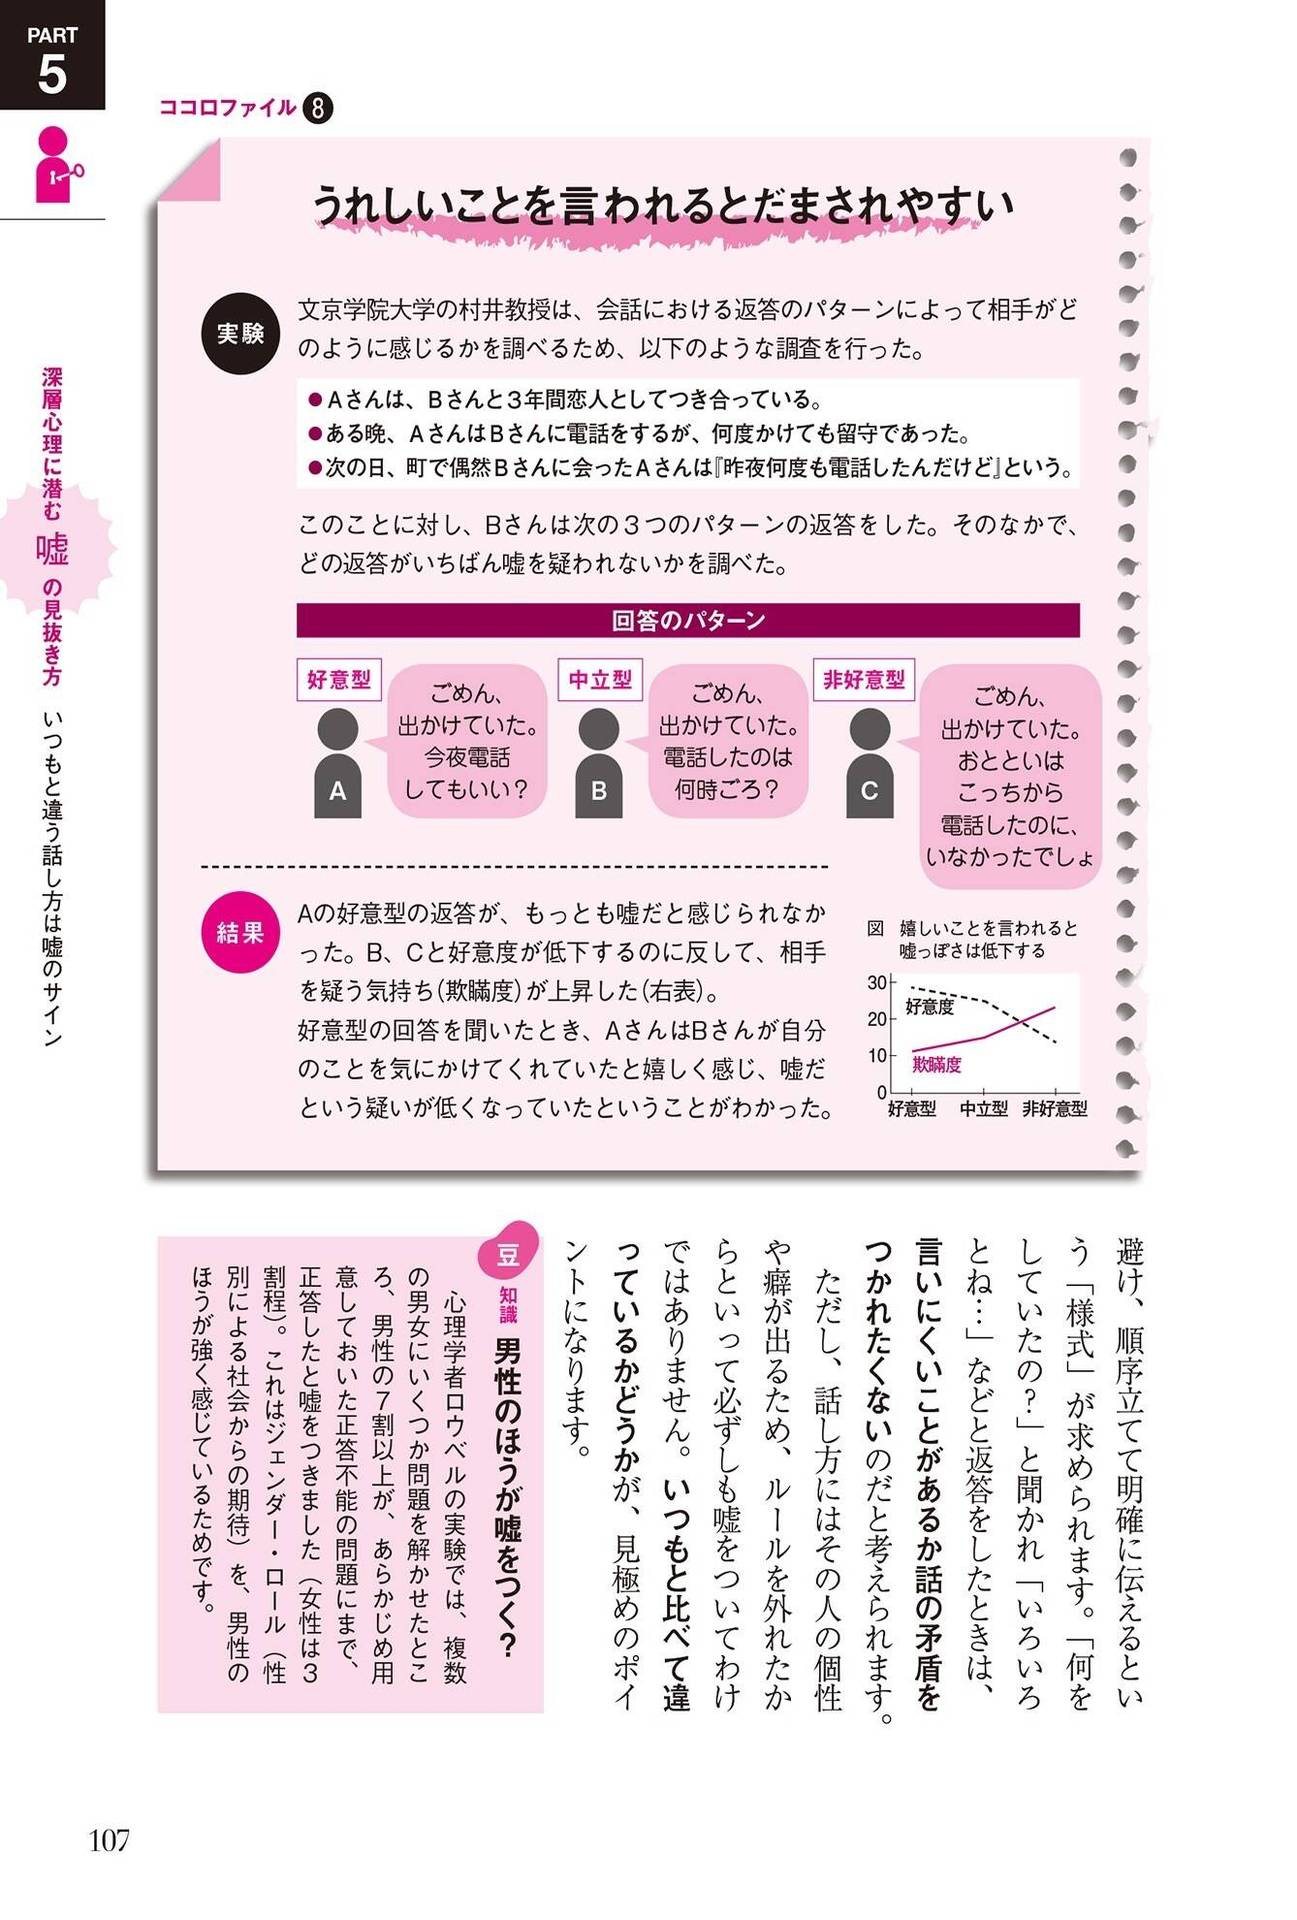 PART
5
深層心理に潜む 嘘 の見抜き方 いつもと違う話し方は嘘のサイン
ココロファイル8
うれしいことを言われるとだまされやすい
実験
文京学院大学の村井教授は、会話における返答のパターンによって相手がど
のように感じるかを調べるため、以下のような調査を行った。
●Aさんは、Bさんと3年間恋人としてつき合っている。
●ある晩、AさんはBさんに電話をするが、何度かけても留守であった。
●次の日、町で偶然Bさんに会ったAさんは『昨夜何度も電話したんだけど』という。
このことに対し、Bさんは次の3つのパターンの返答をした。そのなかで、
どの返答がいちばん嘘を疑われないかを調べた。
回答のパターン
好意型
A
ごめん、
出かけていた。
今夜電話
してもいい?
中立型
B
ごめん、
出かけていた。
電話したのは
何時ごろ?
非好意型
C
ごめん、
出かけていた。
おとといは
こっちから
電話したのに、
いなかったでしょ
結果
Aの好意型の返答が、もっとも嘘だと感じられなか
った。B、Cと好意度が低下するのに反して、相手
を疑う気持ち(欺瞞度)が上昇した(右表)。
好意型の回答を聞いたとき、AさんはBさんが自分
のことを気にかけてくれていたと嬉しく感じ、嘘だ
という疑いが低くなっていたということがわかった。
図 嬉しいことを言われると
嘘っぽさは低下する
30
20
10
0
好意度
欺瞞度
好意型 中立型 非好意型
避け、順序立てて明確に伝えるとい
う「様式」が求められます。「何を
していたの?」と聞かれ「いろいろ
とね…」などと返答をしたときは、
言いにくいことがあるか話の矛盾を
つかれたくないのだと考えられます。
ただし、話し方にはその人の個性
や癖が出るため、ルールを外れたか
らといって必ずしも嘘をついてわけ
ではありません。いつもと比べて違
っているかどうかが、見極めのポイ
ントになります。
豆
知識
男性のほうが嘘をつく?
心理学者ロウベルの実験では、複数
の男女にいくつか問題を解かせたとこ
ろ、男性の7割以上が、あらかじめ用
意しておいた正答不能の問題にまで、
正答したと嘘をつきました(女性は3
割程)。これはジェンダー・ロール(性
別による社会からの期待)を、男性の
ほうが強く感じているためです。
107